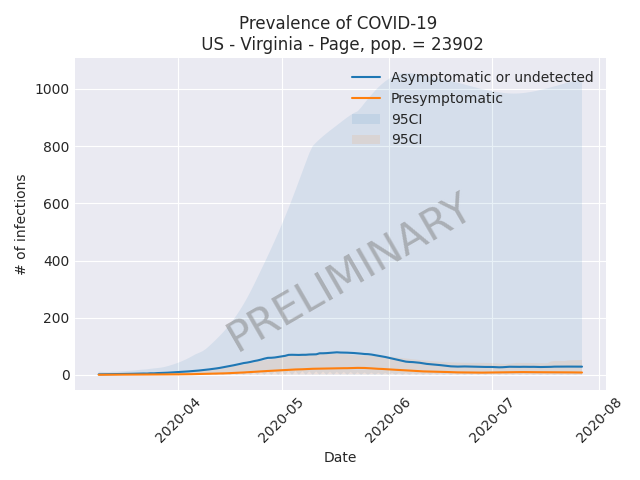 Prevalence of COVID-19
US - Virginia - Page, pop. = 23902
Asymptomatic or undetected
Presymptomatic
95CI
95CI
1000
800
600
400
200
0
# of infections
PRELIMINARY
2020-04
2020-05
2020-06
2020-07
2020-08
Date